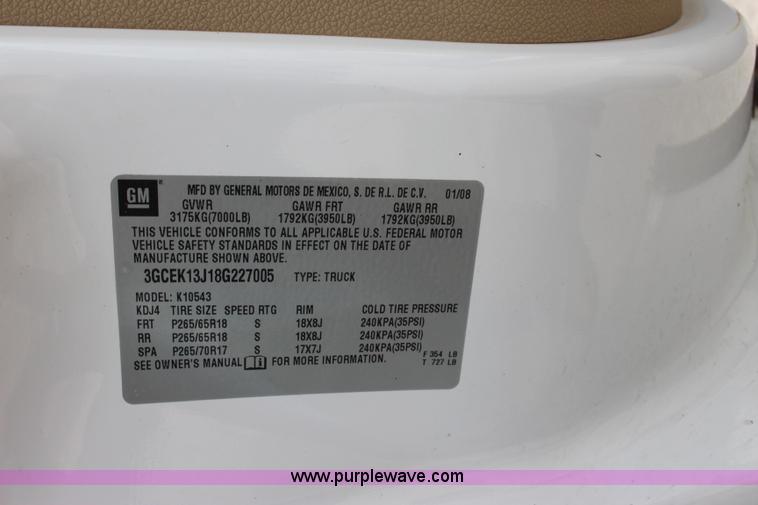 GM ®
MFD BY GENERAL MOTORS DE MEXICO, S. DE R.L. DE C.V. 01/08
GVWR GAWR FRT GAWR RR
3175KG(7000LB) 1792KG(3950LB) 1792KG(3950LB)
THIS VEHICLE CONFORMS TO ALL APPLICABLE U.S. FEDERAL MOTOR
VEHICLE SAFETY STANDARDS IN EFFECT ON THE DATE OF
MANUFACTURE SHOWN ABOVE.
3GCEK13J18G227005 TYPE: TRUCK
MODEL: K10543
KDJ4 TIRE SIZE SPEED RTG RIM COLD TIRE PRESSURE
FRT P265/65R18 S 18X8J 240KPA(35PSI)
RR P265/65R18 S 18X8J 240KPA(35PSI)
SPA P265/70R17 S 17X7J 240KPA(35PSI)
SEE OWNER'S MANUAL FOR MORE INFORMATION.
F 354 LB
T 727 LB
www.purplewave.com